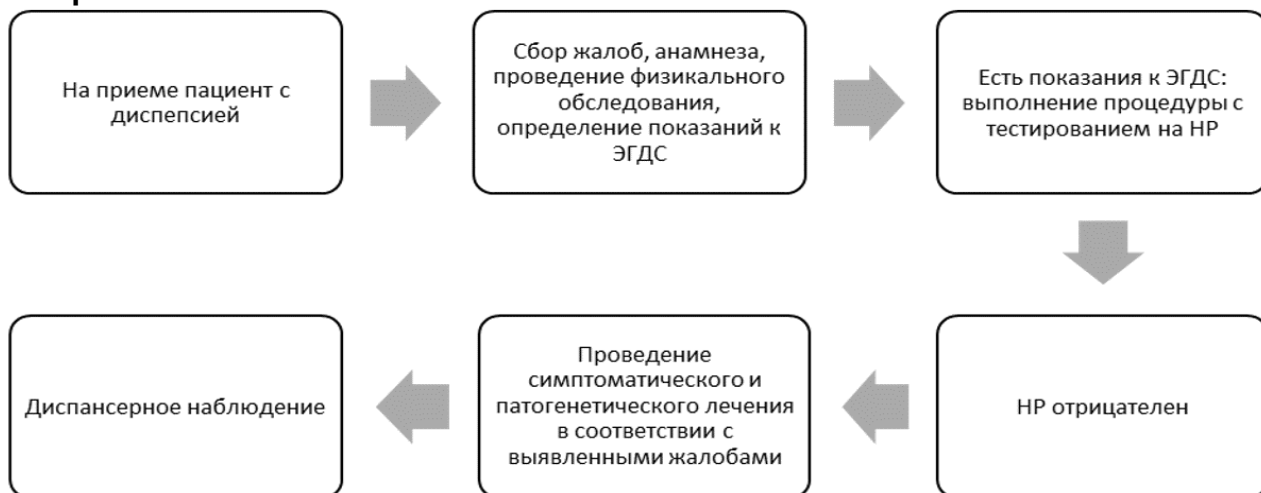 На приеме пациент с
диспепсией
Сбор жалоб, анамнеза,
проведение физикального
обследования,
определение показаний к
ЭГДС
Есть показания к ЭГДС:
выполнение процедуры с
тестированием на НР
НР отрицателен
Проведение
симптоматического и
патогенетического лечения
в соответствии с
выявленными жалобами
Диспансерное наблюдение